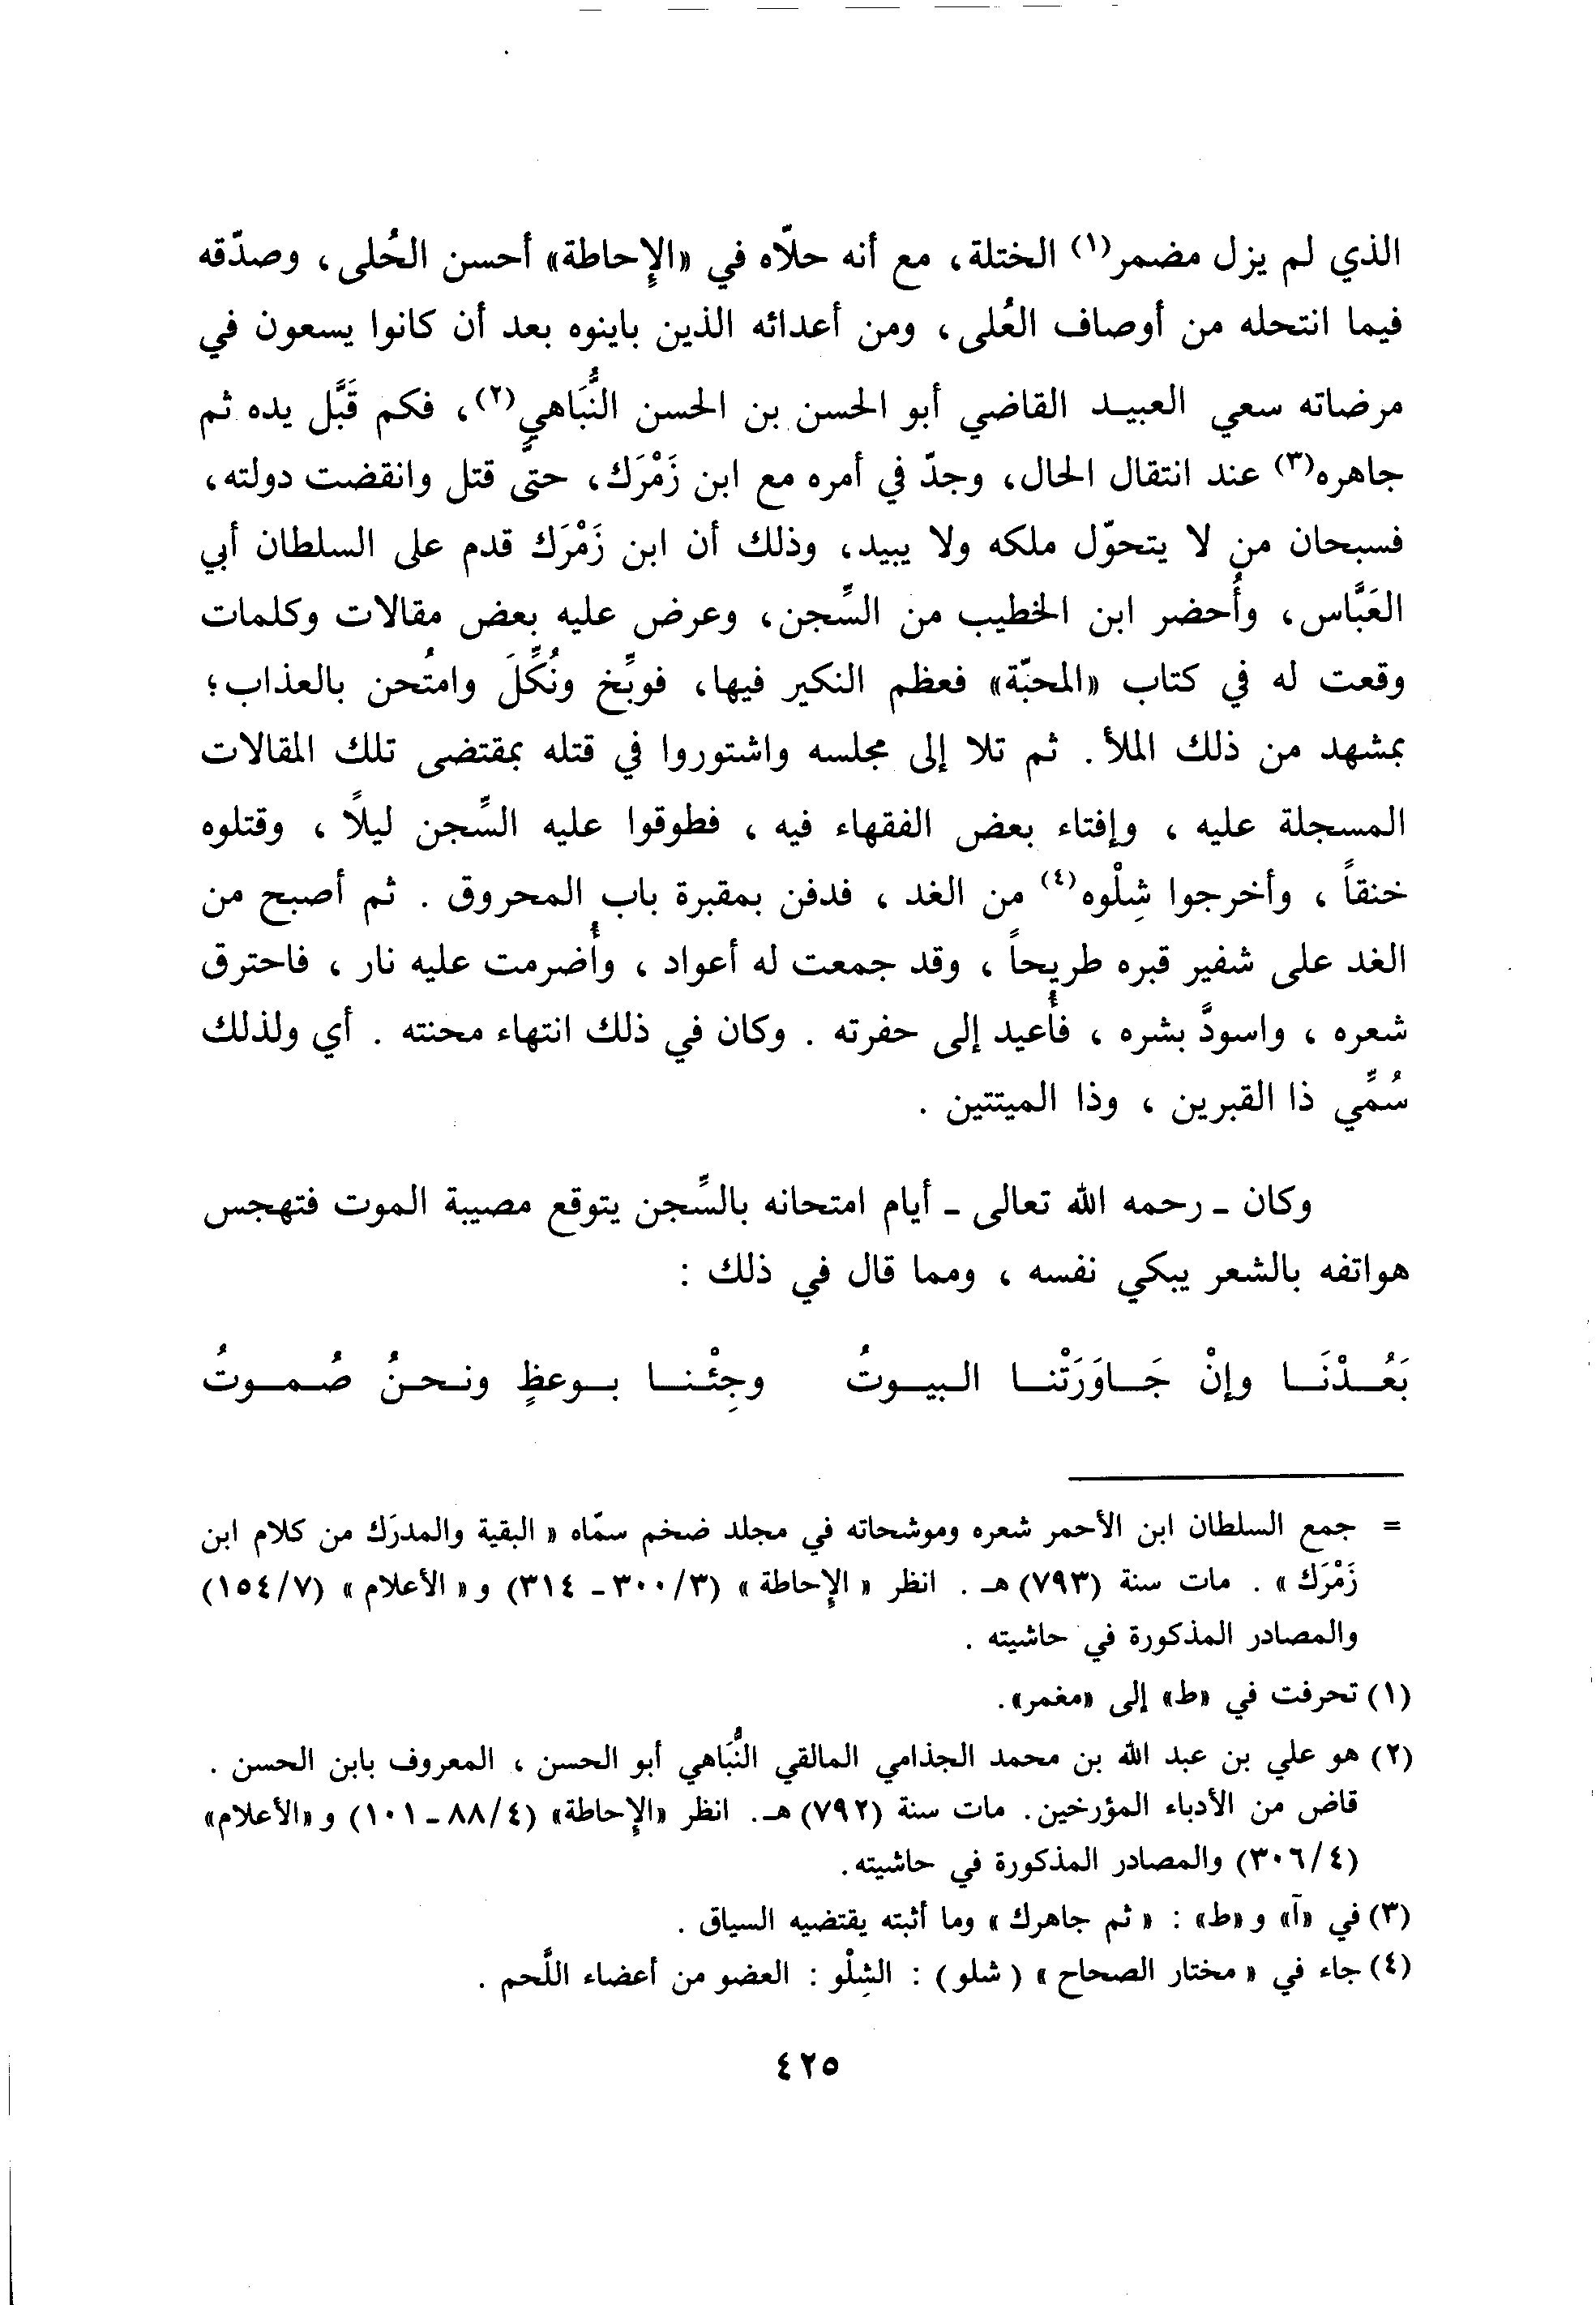 الذي لم يزل مضمر(١) الختلة، مع أنه حلّاه في «الإحاطة» أحسن الحُلى، وصدّقه
فيما انتحله من أوصاف العُلى، ومن أعدائه الذين باينوه بعد أن كانوا يسعون في
مرضاته سعي العبيد القاضي أبو الحسن بن الحسن النُّبَاهي(٢)، فكم قَبَّل يده ثم
جاهره(٣) عند انتقال الحال، وجدّ في أمره مع ابن زَمْرَك، حتَّى قتل وانقضت دولته،
فسبحان من لا يتحوّل ملكه ولا يبيد، وذلك أن ابن زَمْرَك قدم على السلطان أبي
العَبَّاس، وأُحضر ابن الخطيب من السِّجن، وعرض عليه بعض مقالات وكلمات
وقعت له في كتاب «المحبّة» فعظم النكير فيها، فوبِّخ ونُكِّلَ وامتُحن بالعذاب؛
بمشهد من ذلك الملأ. ثم تلا إلى مجلسه واشتوروا في قتله بمقتضى تلك المقالات
المسجلة عليه ، وإفتاء بعض الفقهاء فيه ، فطوقوا عليه السِّجن ليلًا ، وقتلوه
خنقاً ، وأخرجوا شِلْوه(٤) من الغد ، فدفن بمقبرة باب المحروق . ثم أصبح من
الغد على شفير قبره طريحاً ، وقد جمعت له أعواد ، وأُضرمت عليه نار ، فاحترق
شعره ، واسودَّ بشره ، فأُعيد إلى حفرته . وكان في ذلك انتهاء محنته . أي ولذلك
سُمِّي ذا القبرين ، وذا الميتتين .
وكان - رحمه الله تعالى - أيام امتحانه بالسِّجن يتوقع مصيبة الموت فتهجس
هواتفه بالشعر يبكي نفسه ، ومما قال في ذلك :
بَعُدْنَا وإنْ جَاوَرَتْنا البيوتُ وجِئْنا بوعظٍ ونحنُ صُموتُ
= جمع السلطان ابن الأحمر شعره وموشحاته في مجلد ضخم سمّاه « البقية والمدرَك من كلام ابن
زَمْرَك » . مات سنة (٧٩٣) هـ . انظر « الإحاطة » (٣/ ٣٠٠ - ٣١٤) و « الأعلام » (٧/ ١٥٤)
والمصادر المذكورة في حاشيته .
(١) تحرفت في «ط» إلى «مغمر».
(٢) هو علي بن عبد الله بن محمد الجذامي المالقي النُّبَاهي أبو الحسن ، المعروف بابن الحسن .
قاض من الأدباء المؤرخين. مات سنة (٧٩٢) هـ. انظر «الإحاطة» (٤/ ٨٨ - ١٠١) و «الأعلام»
(٤/ ٣٠٦) والمصادر المذكورة في حاشيته.
(٣) في «آ» و «ط» : « ثم جاهرك » وما أثبته يقتضيه السياق .
(٤) جاء في « مختار الصحاح » ( شلو ) : الشِلْو : العضو من أعضاء اللَّحم .
٤٢٥